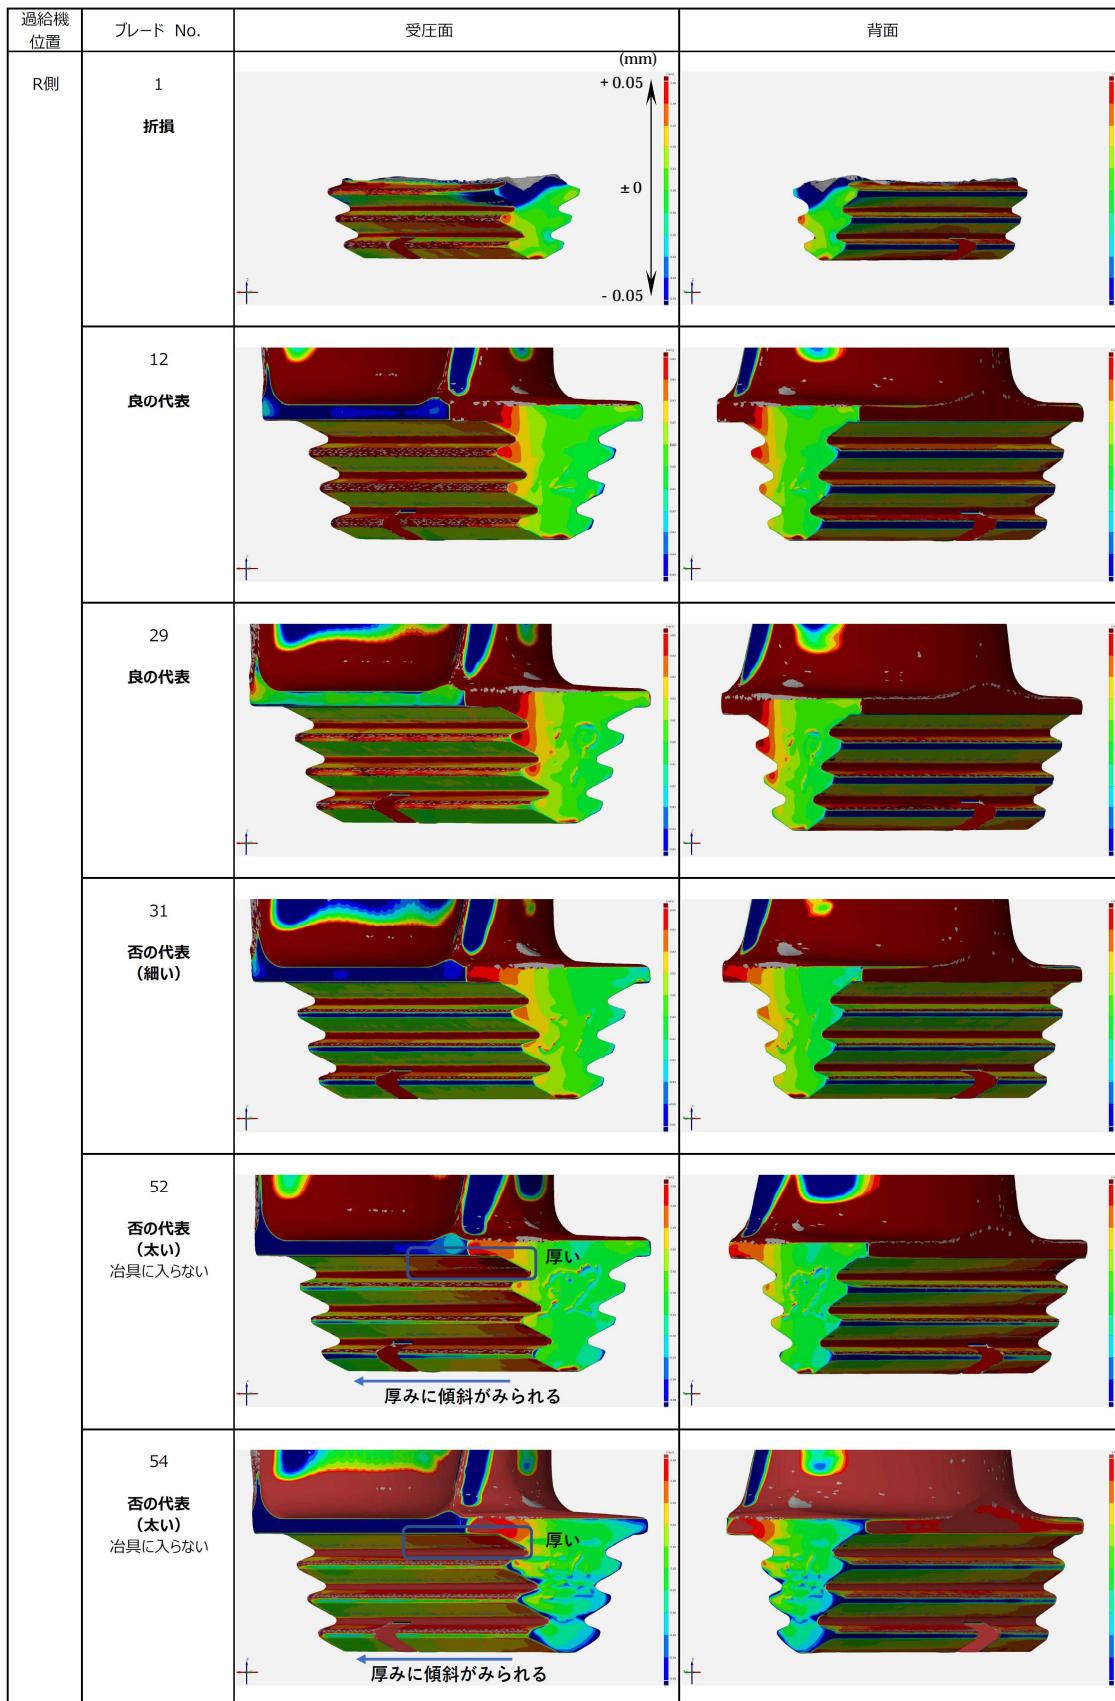 過給機
位置
ブレード No.
受圧面
背面
R側
1
折損
(mm)
+ 0.05
± 0
- 0.05
12
良の代表
29
良の代表
31
否の代表
（細い）
52
否の代表
（太い）
冶具に入らない
厚い
厚みに傾斜がみられる
54
否の代表
（太い）
冶具に入らない
厚い
厚みに傾斜がみられる